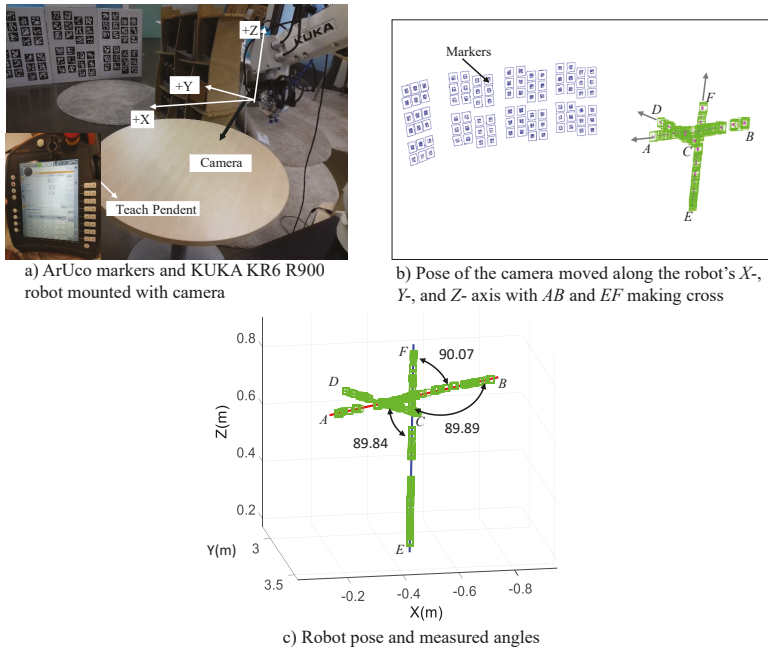 +Z
KUKA
+Y
+X
Camera
Teach Pendent
a) ArUco markers and KUKA KR6 R900
robot mounted with camera
Markers
F
D
A
C
B
E
b) Pose of the camera moved along the robot's X-,
Y-, and Z- axis with AB and EF making cross
0.8
F
90.07
D
B
0.6
A
C
Z(m)
89.84
89.89
0.4
0.2
E
Y(m)
3
3.5
-0.2
-0.4
-0.6
-0.8
X(m)
c) Robot pose and measured angles